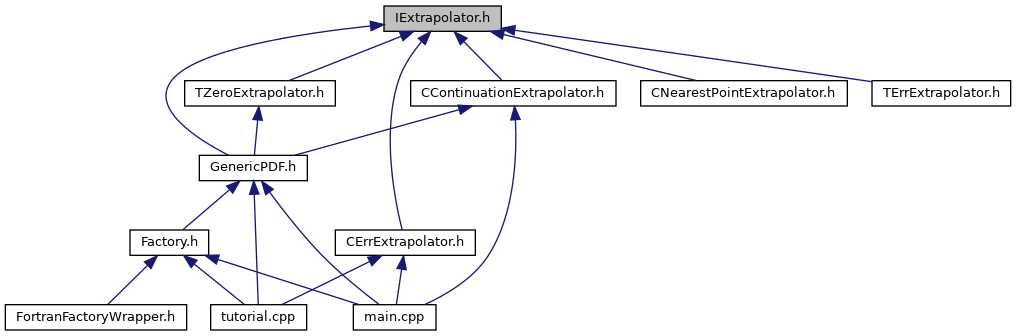 IExtrapolator.h
TZeroExtrapolator.h
CContinuationExtrapolator.h
CNearestPointExtrapolator.h
TErrExtrapolator.h
GenericPDF.h
Factory.h
CErrExtrapolator.h
FortranFactoryWrapper.h
tutorial.cpp
main.cpp